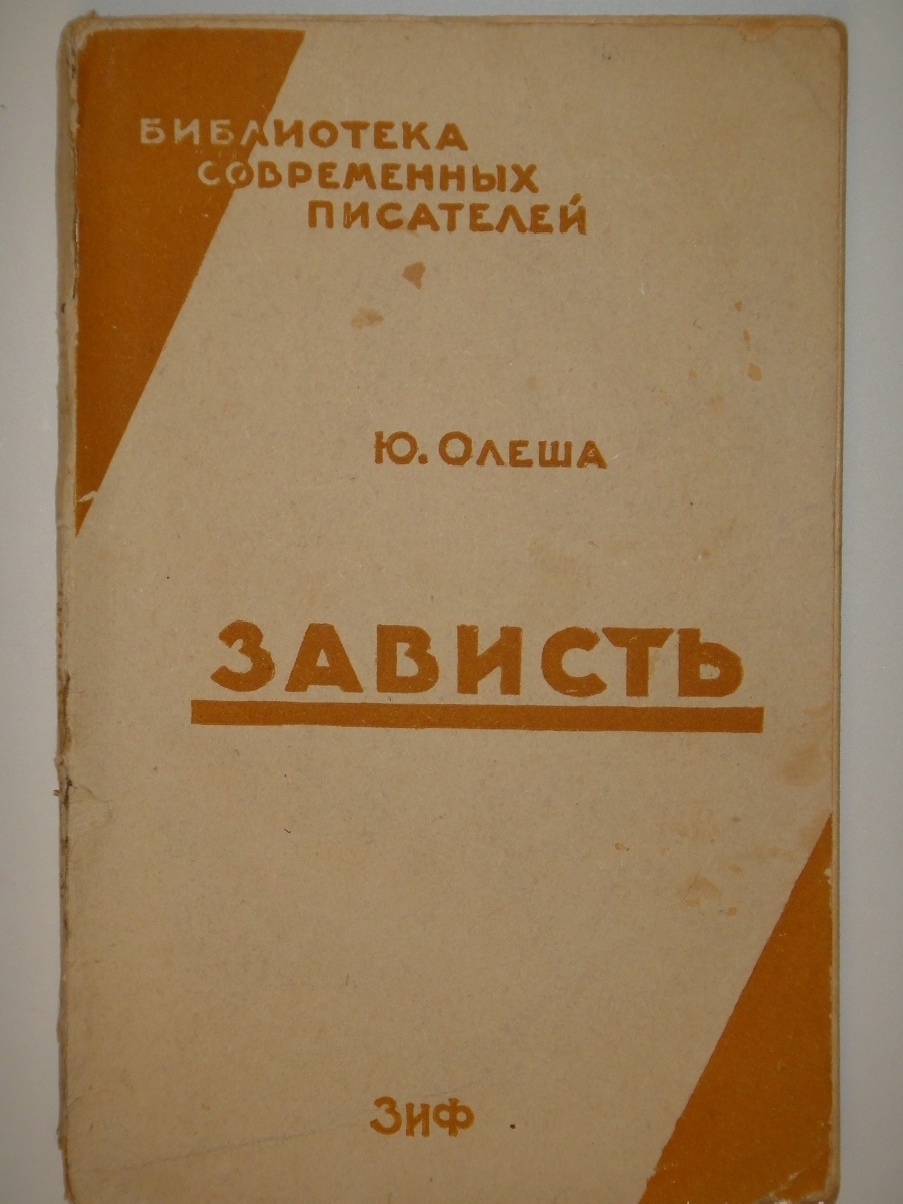 БИБЛИОТЕКА
СОВРЕМЕННЫХ
ПИСАТЕЛЕЙ
Ю. ОЛЕША
ЗАВИСТЬ
ЗИФ